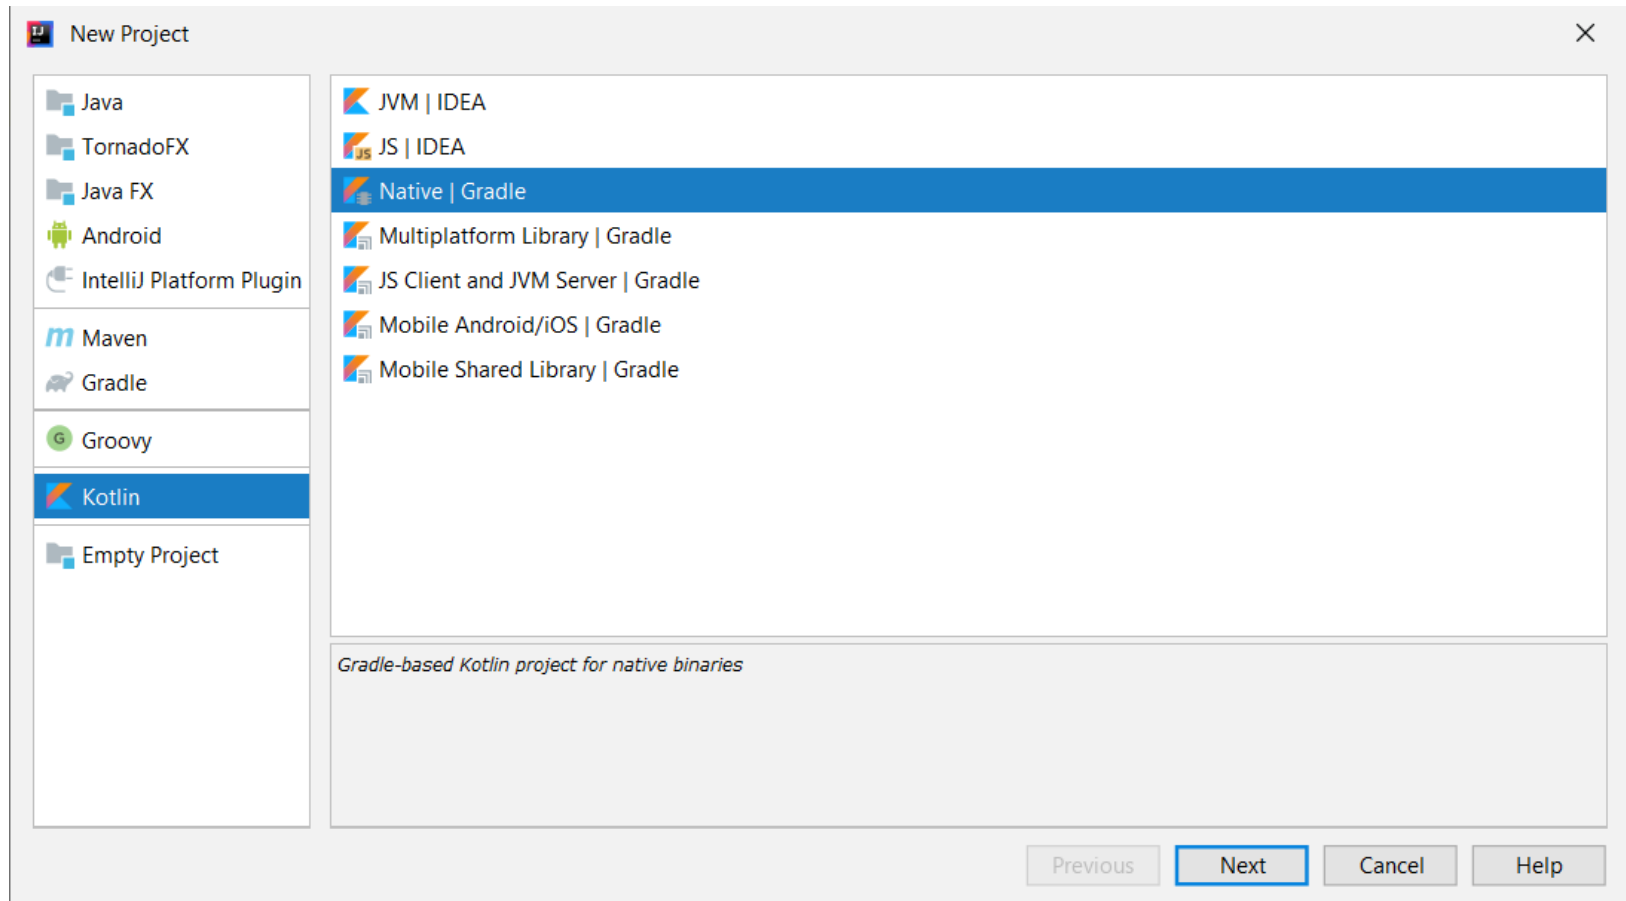 New Project
Java
TornadoFX
Java FX
Android
IntelliJ Platform Plugin
Maven
Gradle
Groovy
Kotlin
Empty Project
JVM | IDEA
JS | IDEA
Native | Gradle
Multiplatform Library | Gradle
JS Client and JVM Server | Gradle
Mobile Android/iOS | Gradle
Mobile Shared Library | Gradle
Gradle-based Kotlin project for native binaries
Previous
Next
Cancel
Help